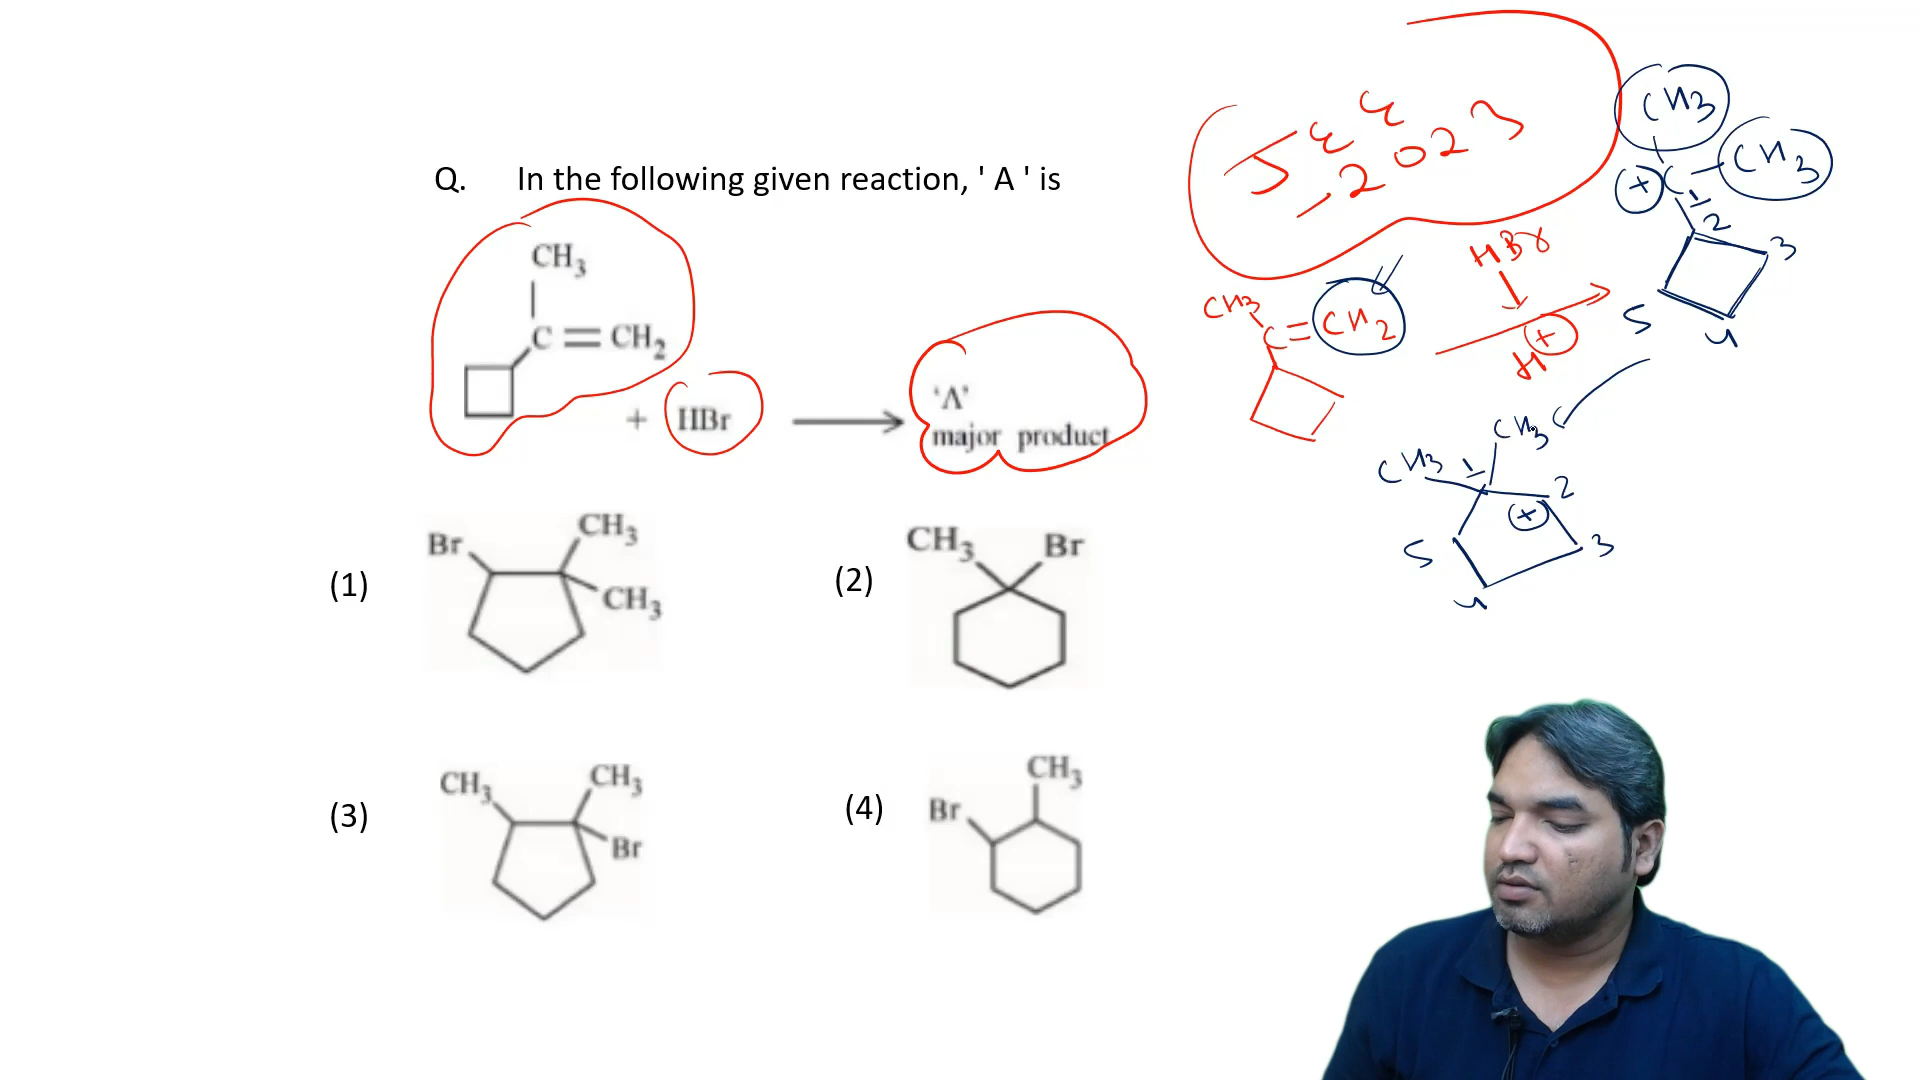 Q. In the following given reaction, ' A ' is
CH3
C = CH2
+ HBr
'A'
major product
(1)
Br
CH3
CH3
(2)
CH3
Br
(3)
CH3
CH3
Br
(4)
CH3
Br
JEE
2023
CH3
C = CH2
HBr
H+
CH3
CH3
+ C
1
2
3
4
5
CH3
CH3
1
2
+
3
4
5